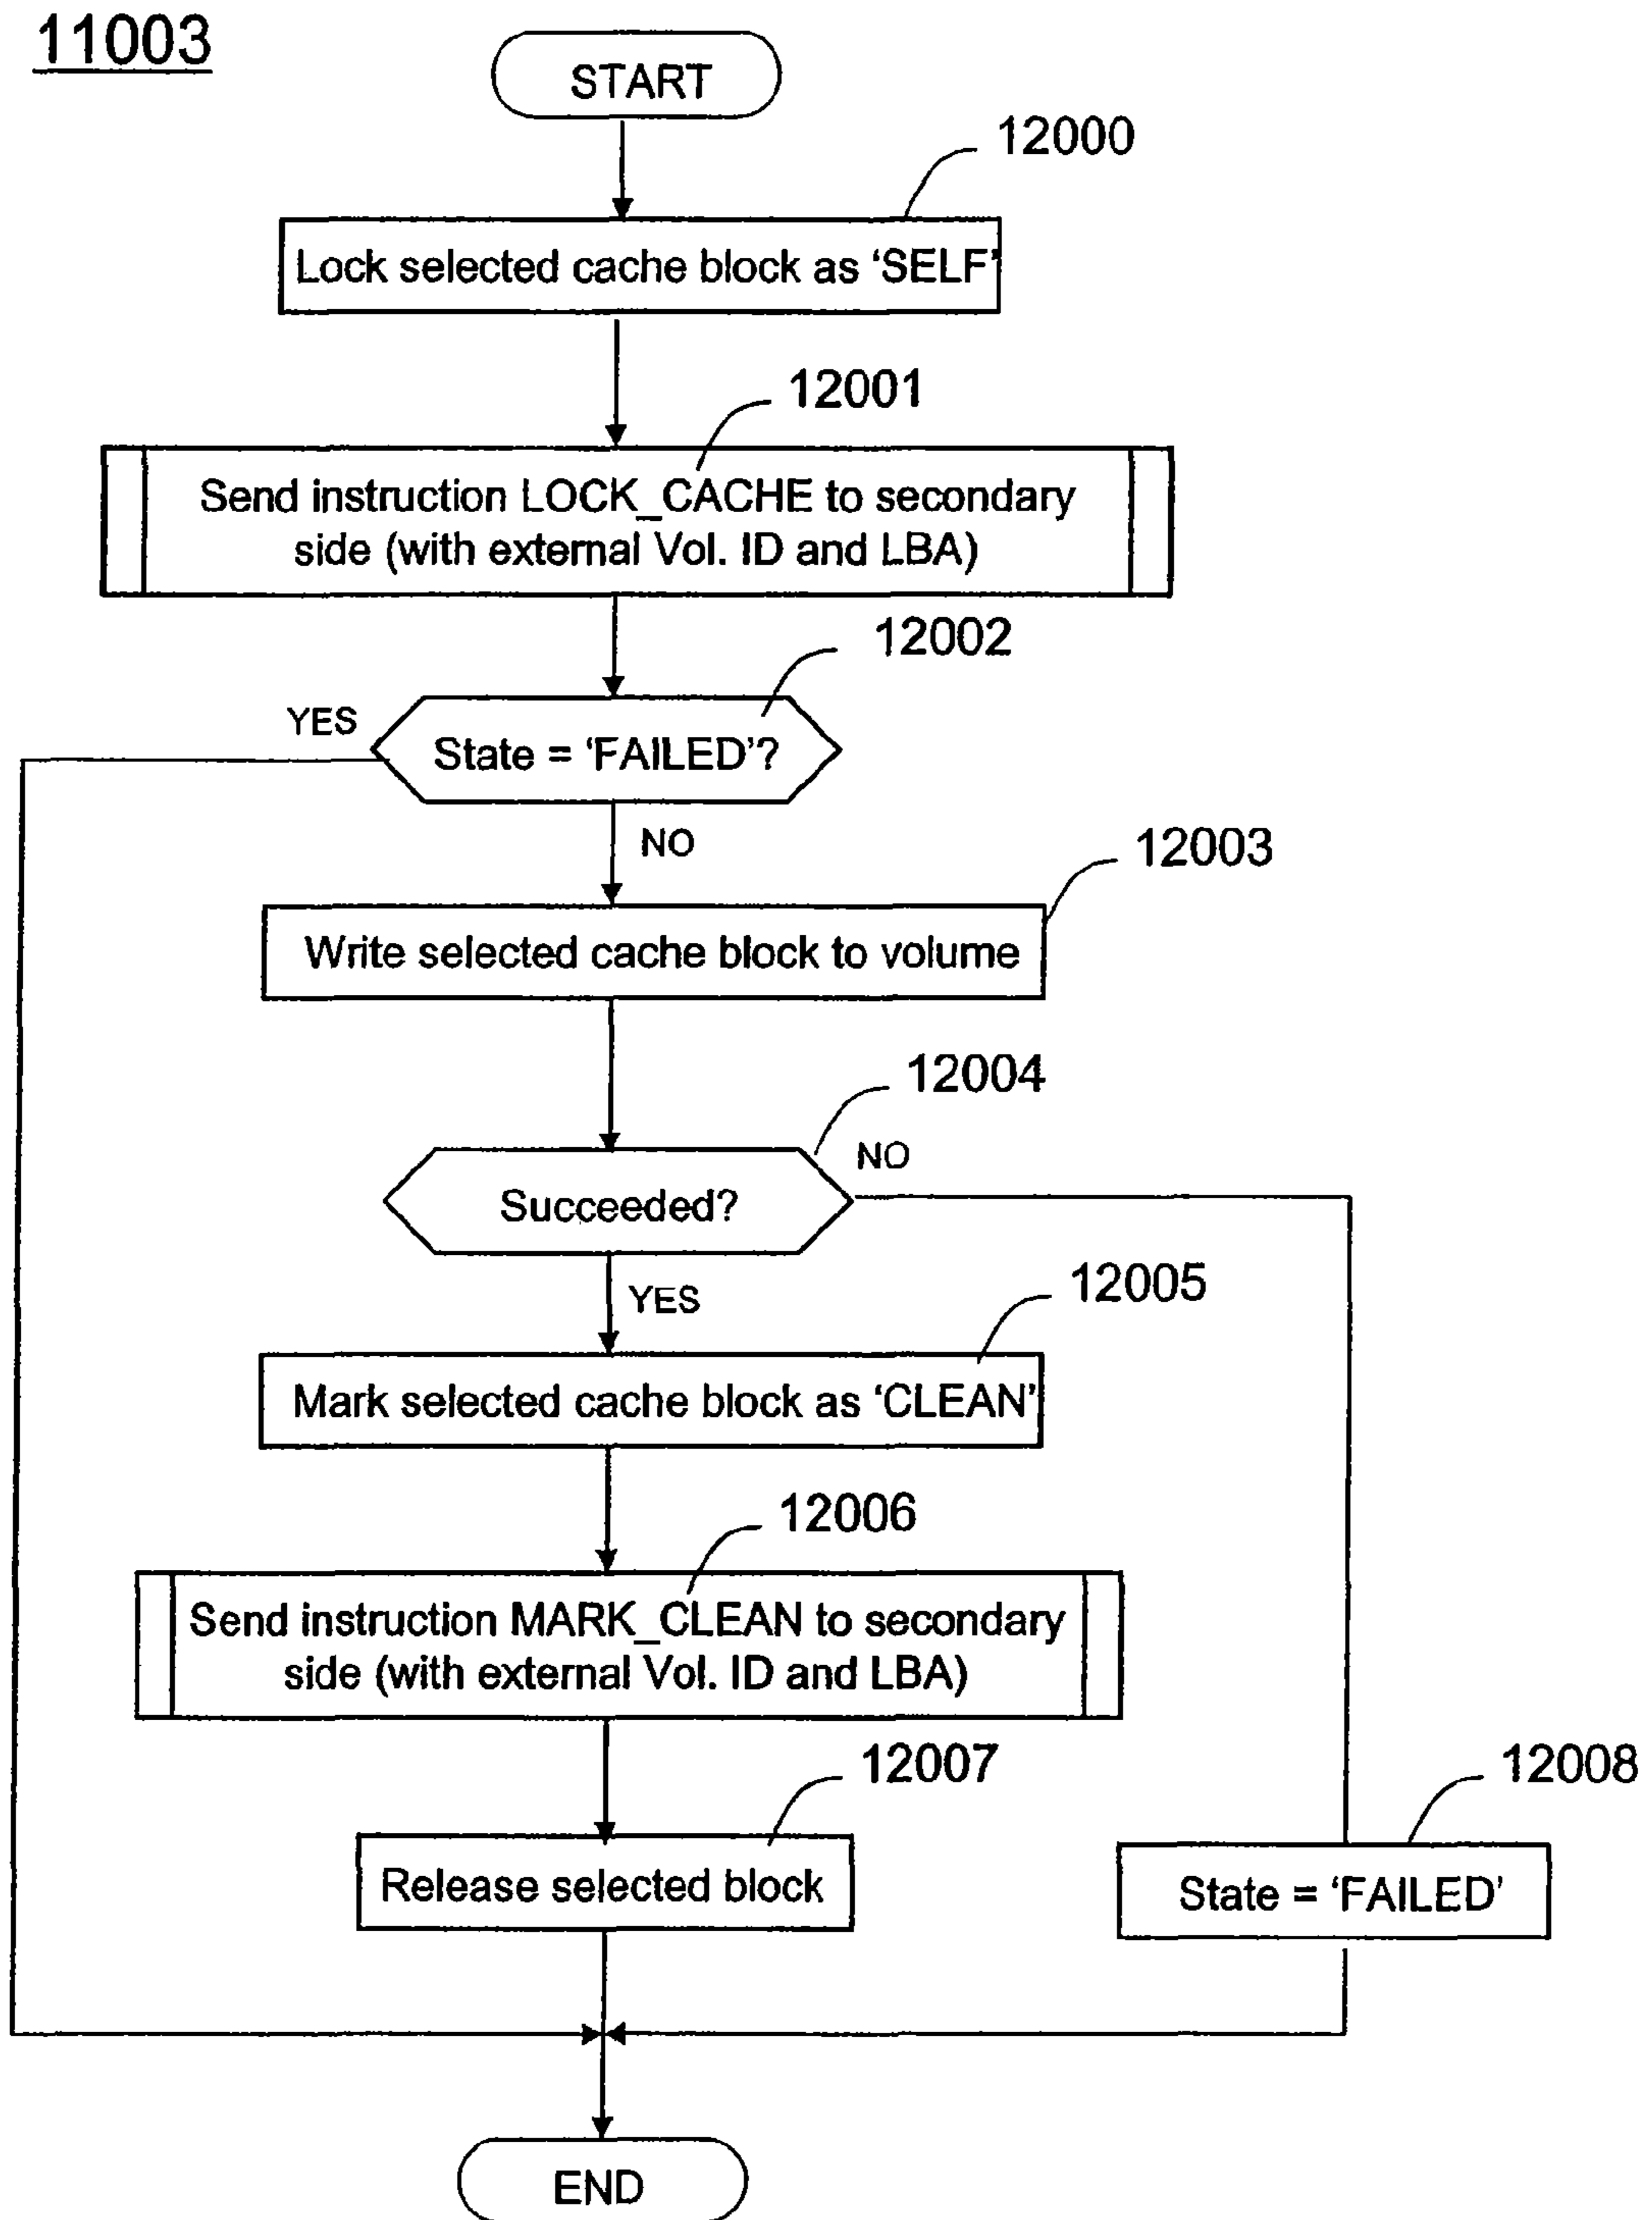 11003
START
12000
Lock selected cache block as ‘SELF’
12001
Send instruction LOCK_CACHE to secondary
side (with external Vol. ID and LBA)
12002
YES
State = ‘FAILED’?
NO
12003
Write selected cache block to volume
12004
NO
Succeeded?
YES
12005
Mark selected cache block as ‘CLEAN’
12006
Send instruction MARK_CLEAN to secondary
side (with external Vol. ID and LBA)
12007
12008
Release selected block
State = ‘FAILED’
END